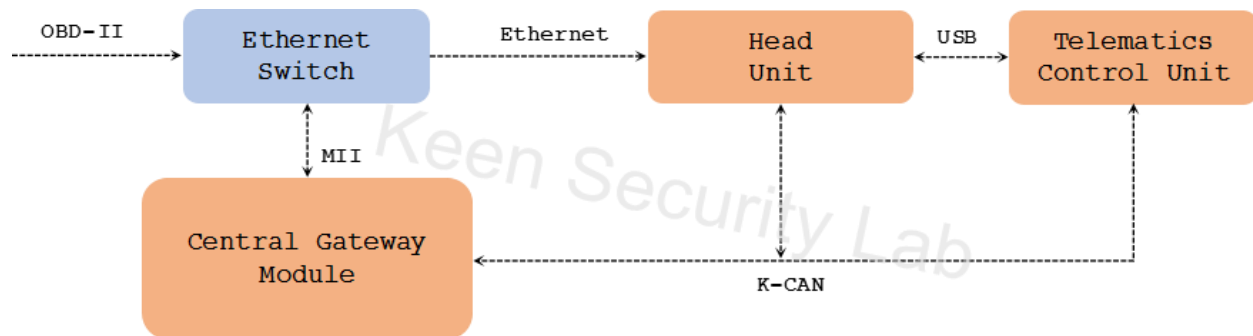 OBD-II
Ethernet
Switch
Ethernet
Head
Unit
USB
Telematics
Control Unit
MII
Keen Security Lab
Central Gateway
Module
K-CAN